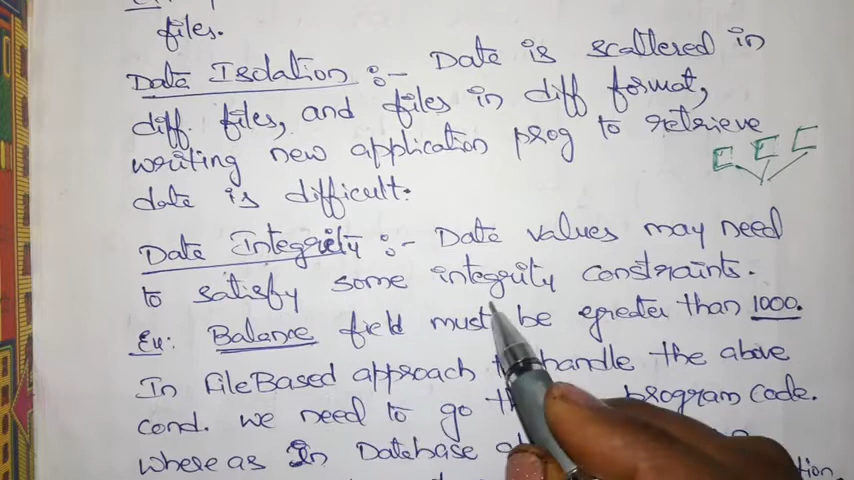 files.
Data Isolation :- Data is scattered in
diff. files, and files in diff format,
writing new application prog to retrieve
data is difficult.
Data Integrity :- Data values may need
to satisfy some integrity constraints.
Ex: Balance field must be greater than 1000.
In FileBased approach handle the above
cond. we need to go program code.
where as In Database